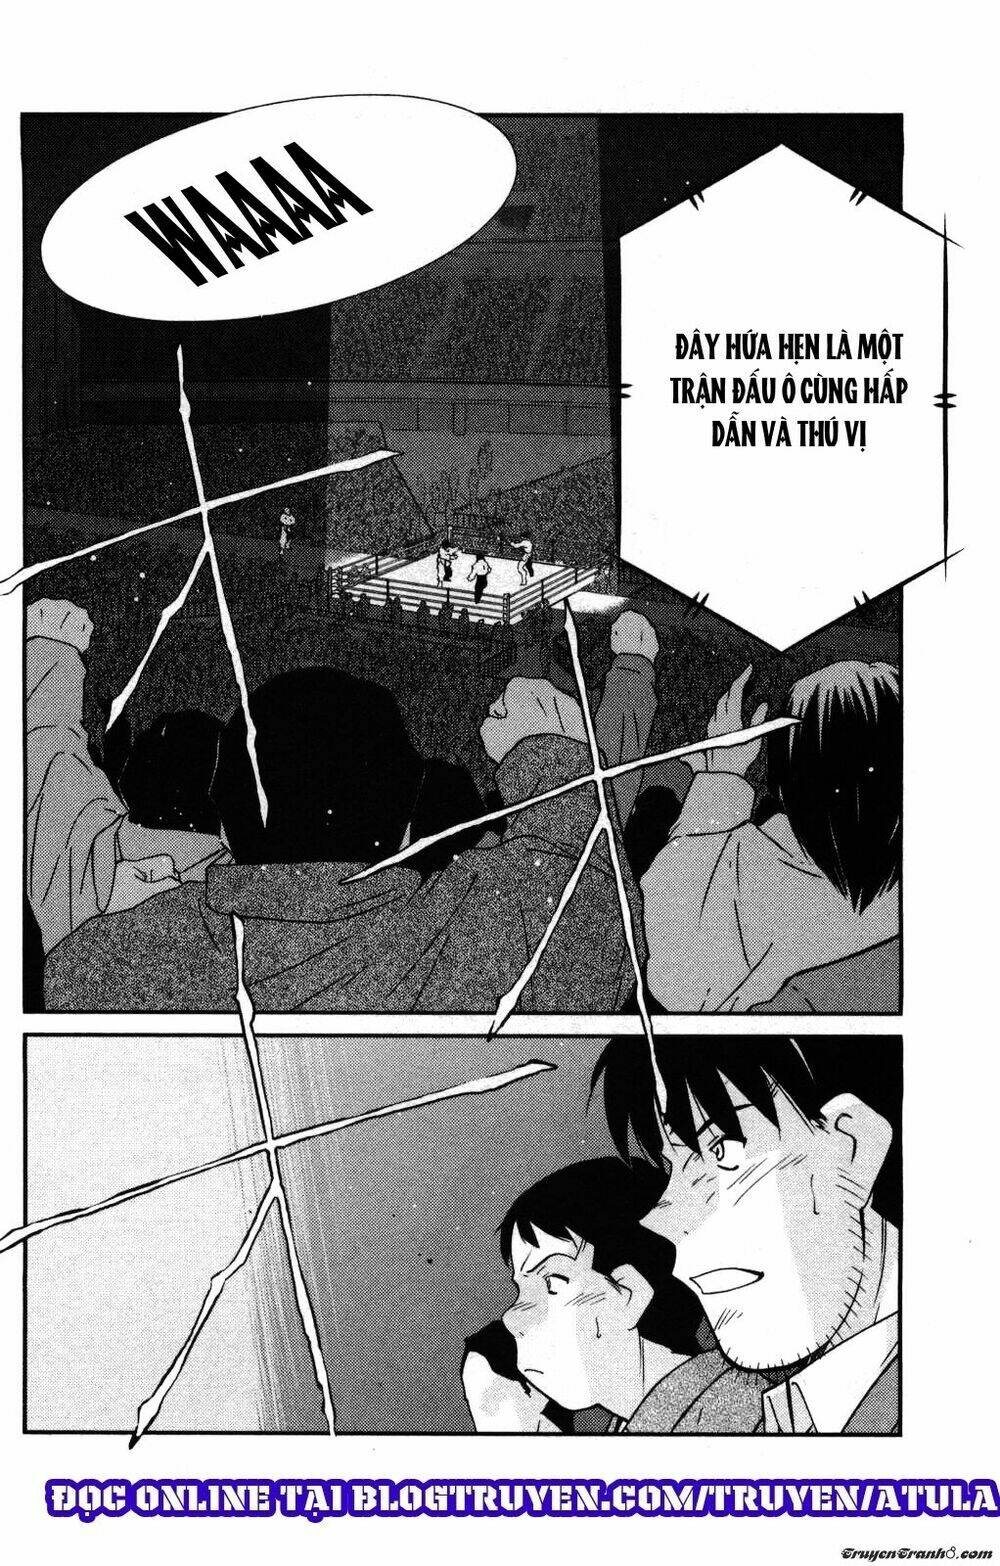 WAAAA
ĐÂY HỨA HẸN LÀ MỘT
TRẬN ĐẤU Ô CÙNG HẤP
DẪN VÀ THÚ VỊ
ĐỌC ONLINE TẠI BLOGTRUYEN.COM/TRUYEN/ATULA
TruyenTranh8.com